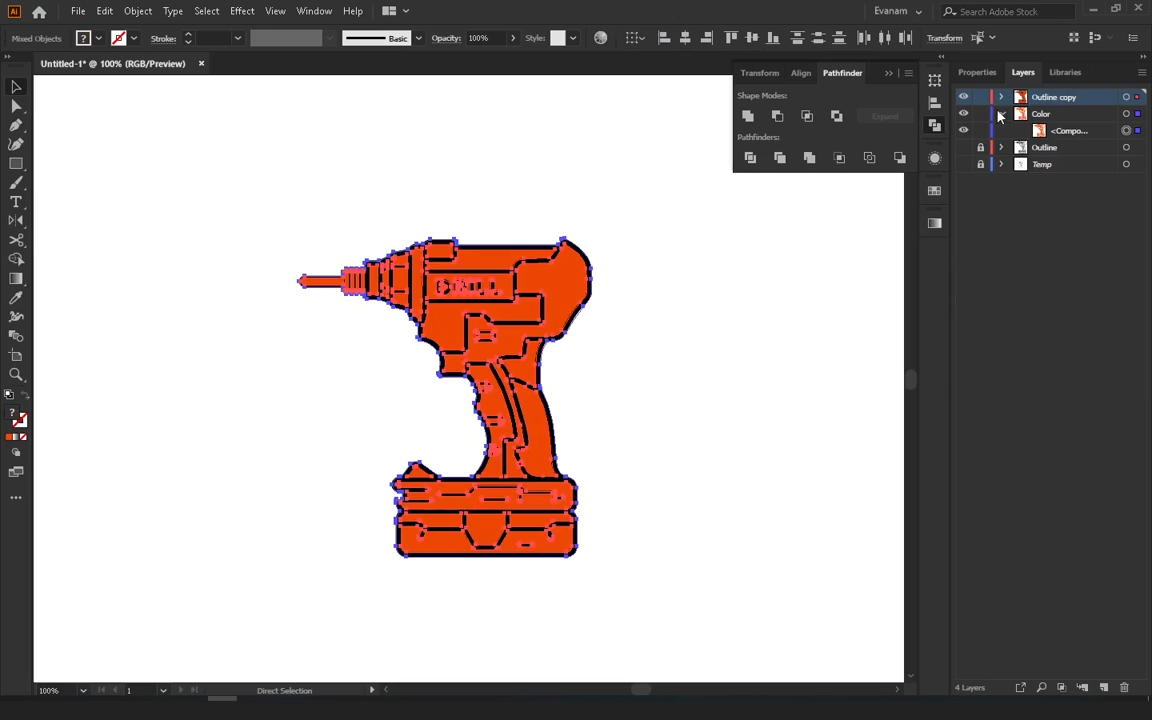 Ai File Edit Object Type Select Effect View Window Help Evanam Search Adobe Stock
Mixed Objects Stroke: Basic Opacity: 100% Style: Transform
Untitled-1* @ 100% (RGB/Preview)
Transform Align Pathfinder
Properties Layers Libraries
Shape Modes:
Expand
Pathfinders:
Outline copy
Color
<Compo...
Outline
Temp
100% 1 Direct Selection
4 Layers